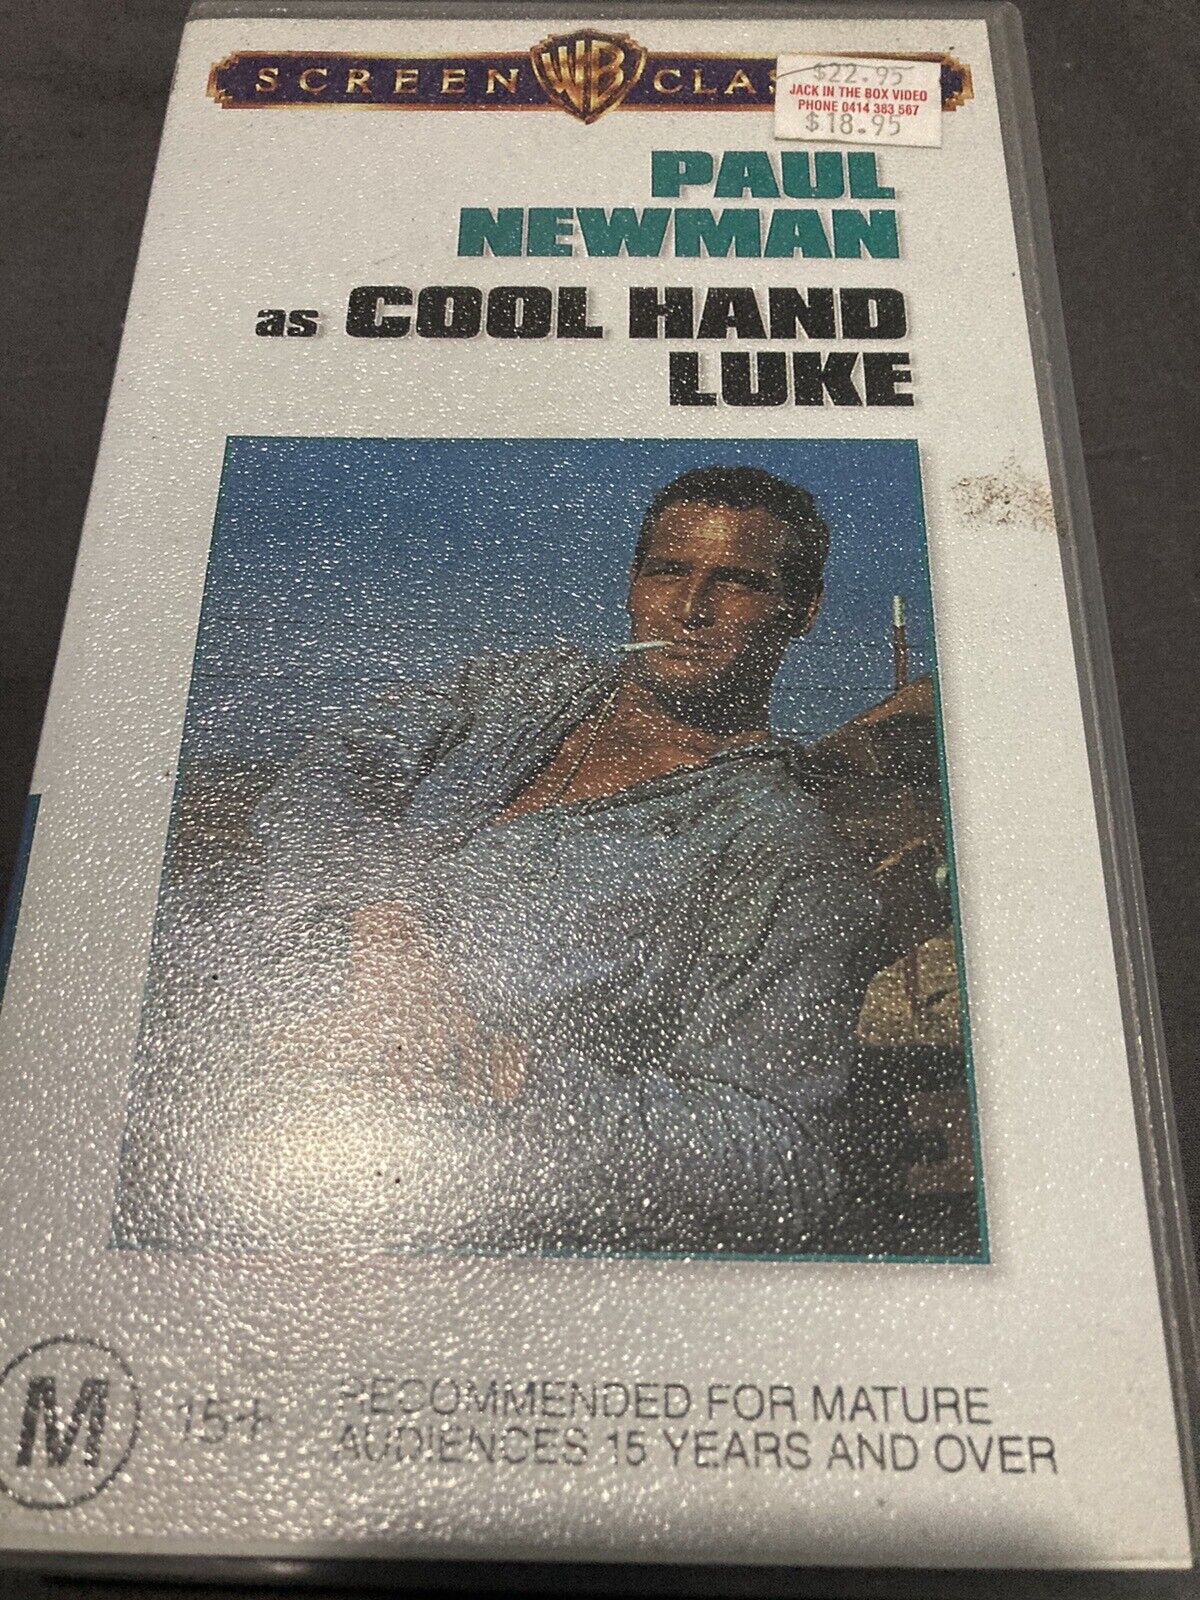 SCREEN WB CLAS
$22.95
JACK IN THE BOX VIDEO
PHONE 0414 383 567
$18.95
PAUL
NEWMAN
as COOL HAND
LUKE
M 15+ RECOMMENDED FOR MATURE
AUDIENCES 15 YEARS AND OVER